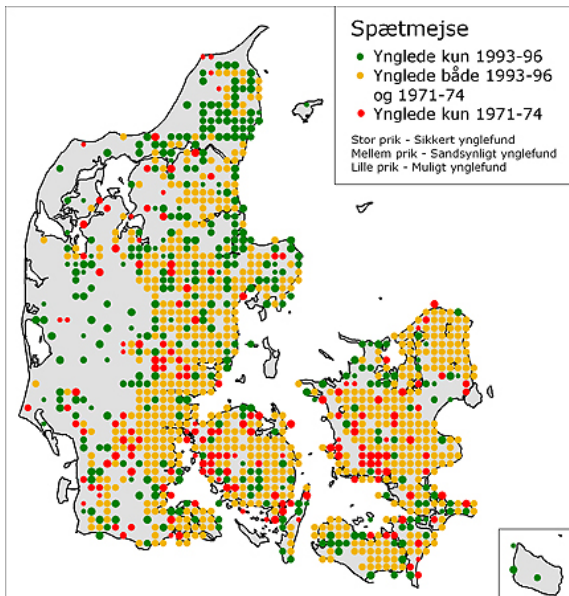 Spætmejse
Ynglede kun 1993-96
Ynglede både 1993-96
og 1971-74
Ynglede kun 1971-74
Stor prik - Sikkert ynglefund
Mellem prik - Sandsynligt ynglefund
Lille prik - Muligt ynglefund